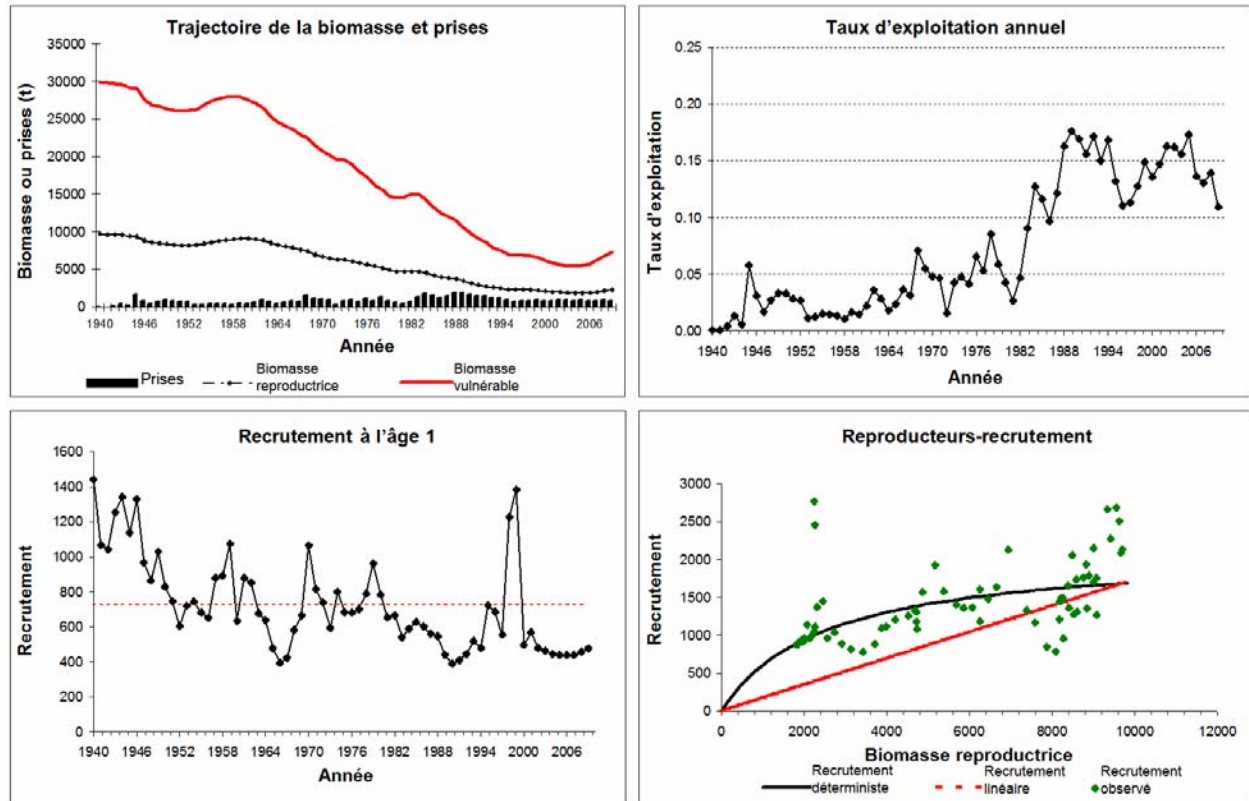 Trajectoire de la biomasse et prises
Biomasse ou prises (t)
35000
30000
25000
20000
15000
10000
5000
0
1940 1946 1952 1958 1964 1970 1976 1982 1988 1994 2000 2006
Année
Prises
Biomasse
reproductrice
Biomasse
vulnérable
Taux d'exploitation annuel
Taux d'exploitation
0.25
0.20
0.15
0.10
0.05
0.00
1940 1946 1952 1958 1964 1970 1976 1982 1988 1994 2000 2006
Année
Recrutement à l'âge 1
Recrutement
1600
1400
1200
1000
800
600
400
200
0
1940 1946 1952 1958 1964 1970 1976 1982 1988 1994 2000 2006
Année
Reproducteurs-recrutement
Recrutement
3000
2500
2000
1500
1000
500
0
0 2000 4000 6000 8000 10000 12000
Biomasse reproductrice
Recrutement
déterministe
Recrutement
linéaire
Recrutement
observé